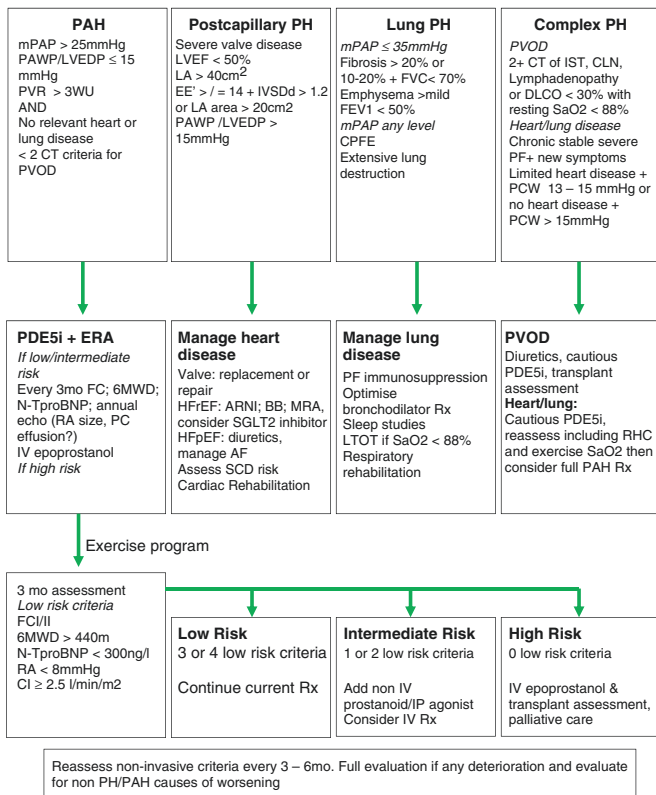 PAH
mPAP > 25mmHg
PAWP/LVEDP ≤ 15
mmHg
PVR > 3WU
AND
No relevant heart or
lung disease
< 2 CT criteria for
PVOD
Postcapillary PH
Severe valve disease
LVEF < 50%
LA > 40cm2
EE' > / = 14 + IVSDd > 1.2
or LA area > 20cm2
PAWP /LVEDP >
15mmHg
Lung PH
mPAP ≤ 35mmHg
Fibrosis > 20% or
10-20% + FVC< 70%
Emphysema >mild
FEV1 < 50%
mPAP any level
CPFE
Extensive lung
destruction
Complex PH
PVOD
2+ CT of IST, CLN,
Lymphadenopathy
or DLCO < 30% with
resting SaO2 < 88%
Heart/lung disease
Chronic stable severe
PF+ new symptoms
Limited heart disease +
PCW 13 – 15 mmHg or
no heart disease +
PCW > 15mmHg
PDE5i + ERA
If low/intermediate
risk
Every 3mo FC; 6MWD;
N-TproBNP; annual
echo (RA size, PC
effusion?)
IV epoprostanol
If high risk
Manage heart
disease
Valve: replacement or
repair
HFrEF: ARNI; BB; MRA,
consider SGLT2 inhibitor
HFpEF: diuretics,
manage AF
Assess SCD risk
Cardiac Rehabilitation
Manage lung
disease
PF immunosuppression
Optimise
bronchodilator Rx
Sleep studies
LTOT if SaO2 < 88%
Respiratory
rehabilitation
PVOD
Diuretics, cautious
PDE5i, transplant
assessment
Heart/lung:
Cautious PDE5i,
reassess including RHC
and exercise SaO2 then
consider full PAH Rx
Exercise program
3 mo assessment
Low risk criteria
FCI/II
6MWD > 440m
N-TproBNP < 300ng/l
RA < 8mmHg
CI ≥ 2.5 l/min/m2
Low Risk
3 or 4 low risk criteria
Continue current Rx
Intermediate Risk
1 or 2 low risk criteria
Add non IV
prostanoid/IP agonist
Consider IV Rx
High Risk
0 low risk criteria
IV epoprostanol &
transplant assessment,
palliative care
Reassess non-invasive criteria every 3 – 6mo. Full evaluation if any deterioration and evaluate
for non PH/PAH causes of worsening